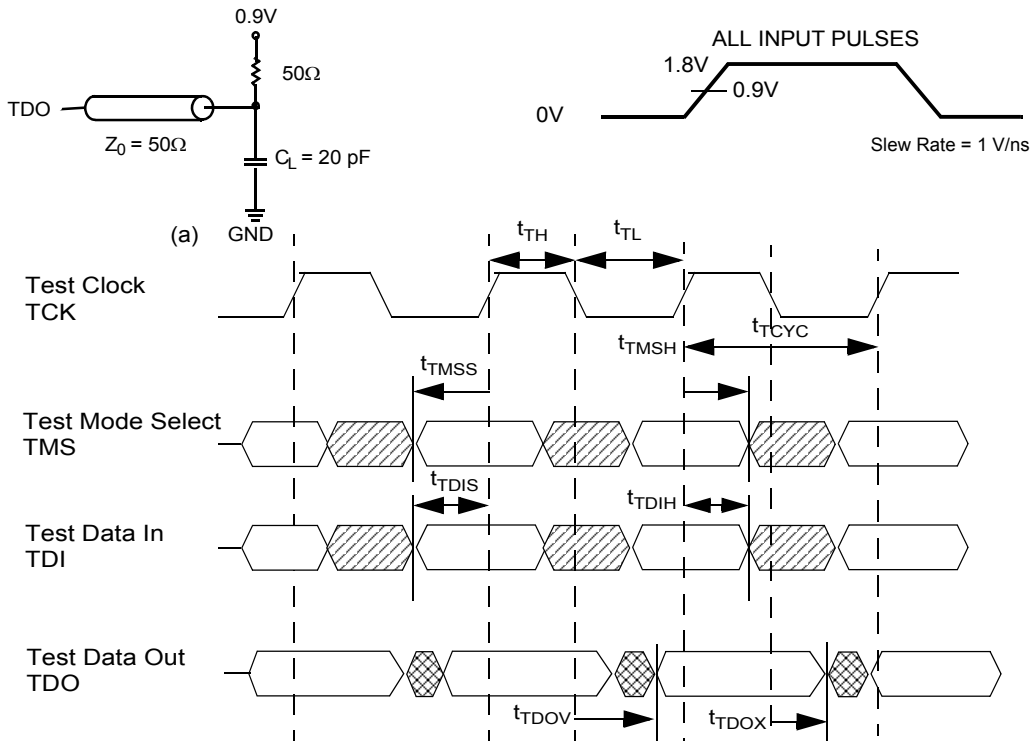 0.9V
50Ω
TDO
Z0 = 50Ω
CL = 20 pF
(a)
GND
ALL INPUT PULSES
1.8V
0.9V
0V
Slew Rate = 1 V/ns
tTH
tTL
Test Clock
TCK
tTCYC
tTMSH
tTMSS
Test Mode Select
TMS
tTDIS
tTDIH
Test Data In
TDI
Test Data Out
TDO
tTDOV
tTDOX